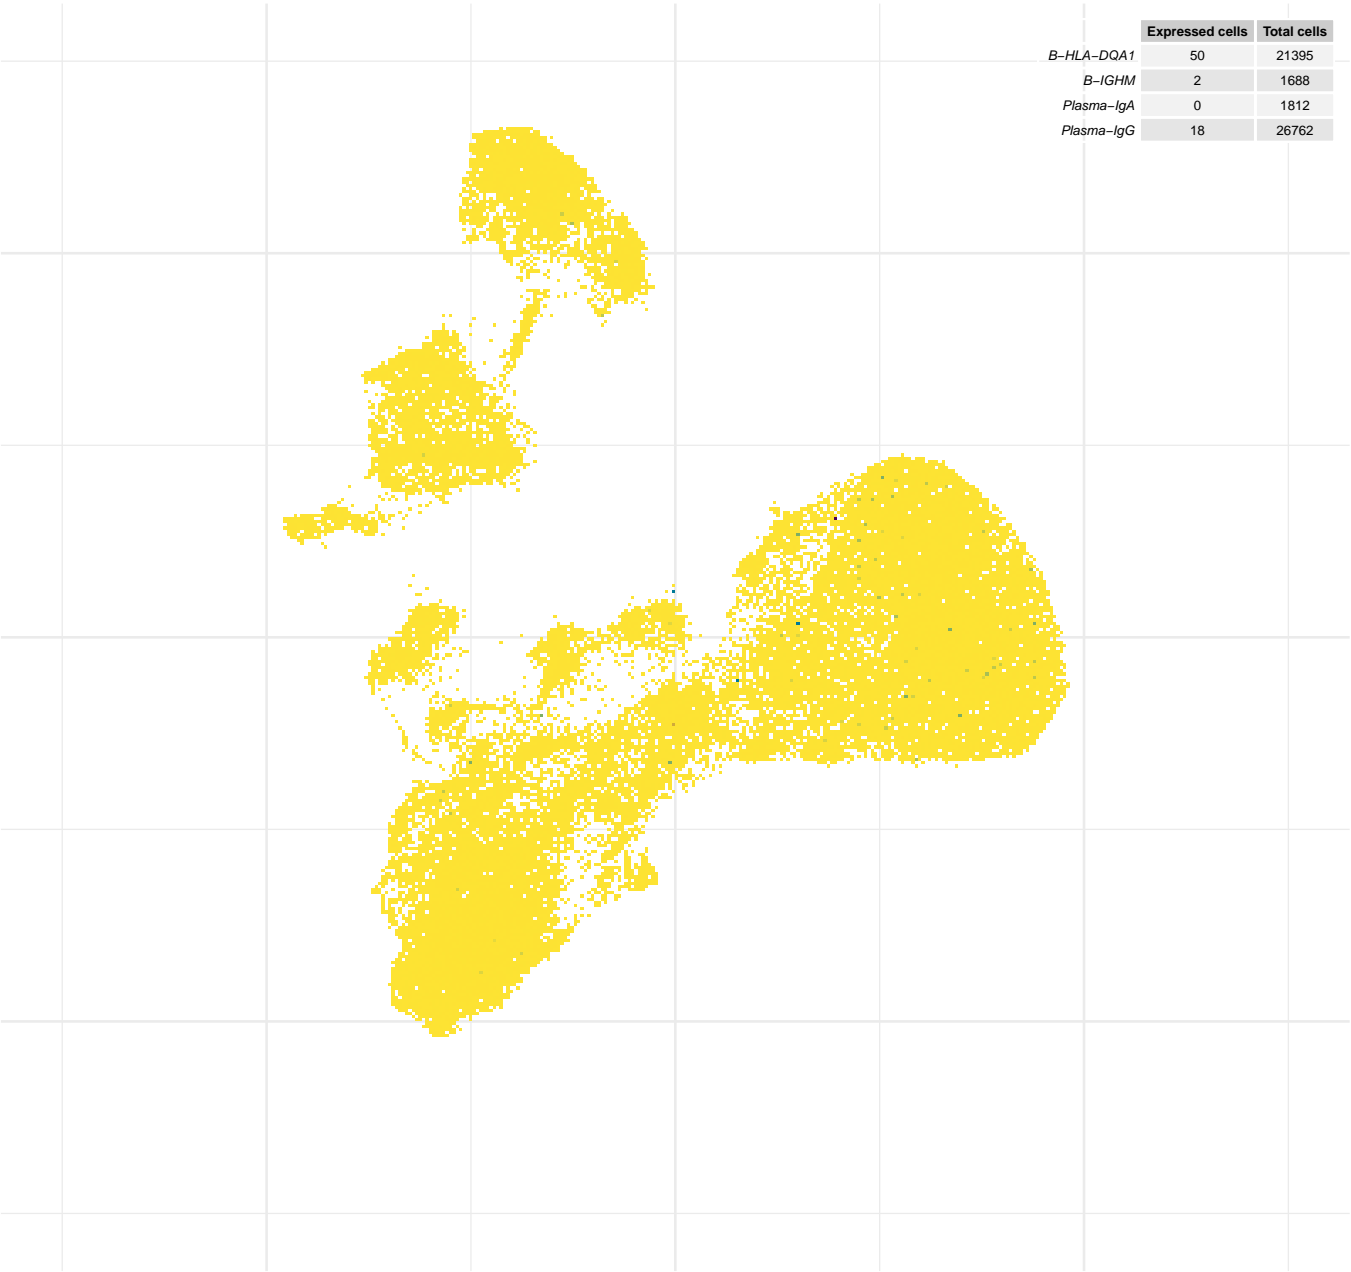 Expressed cells Total cells
B−HLA−DQA1 50 21395
B−IGHM 2 1688
Plasma−IgA 0 1812
Plasma−IgG 18 26762